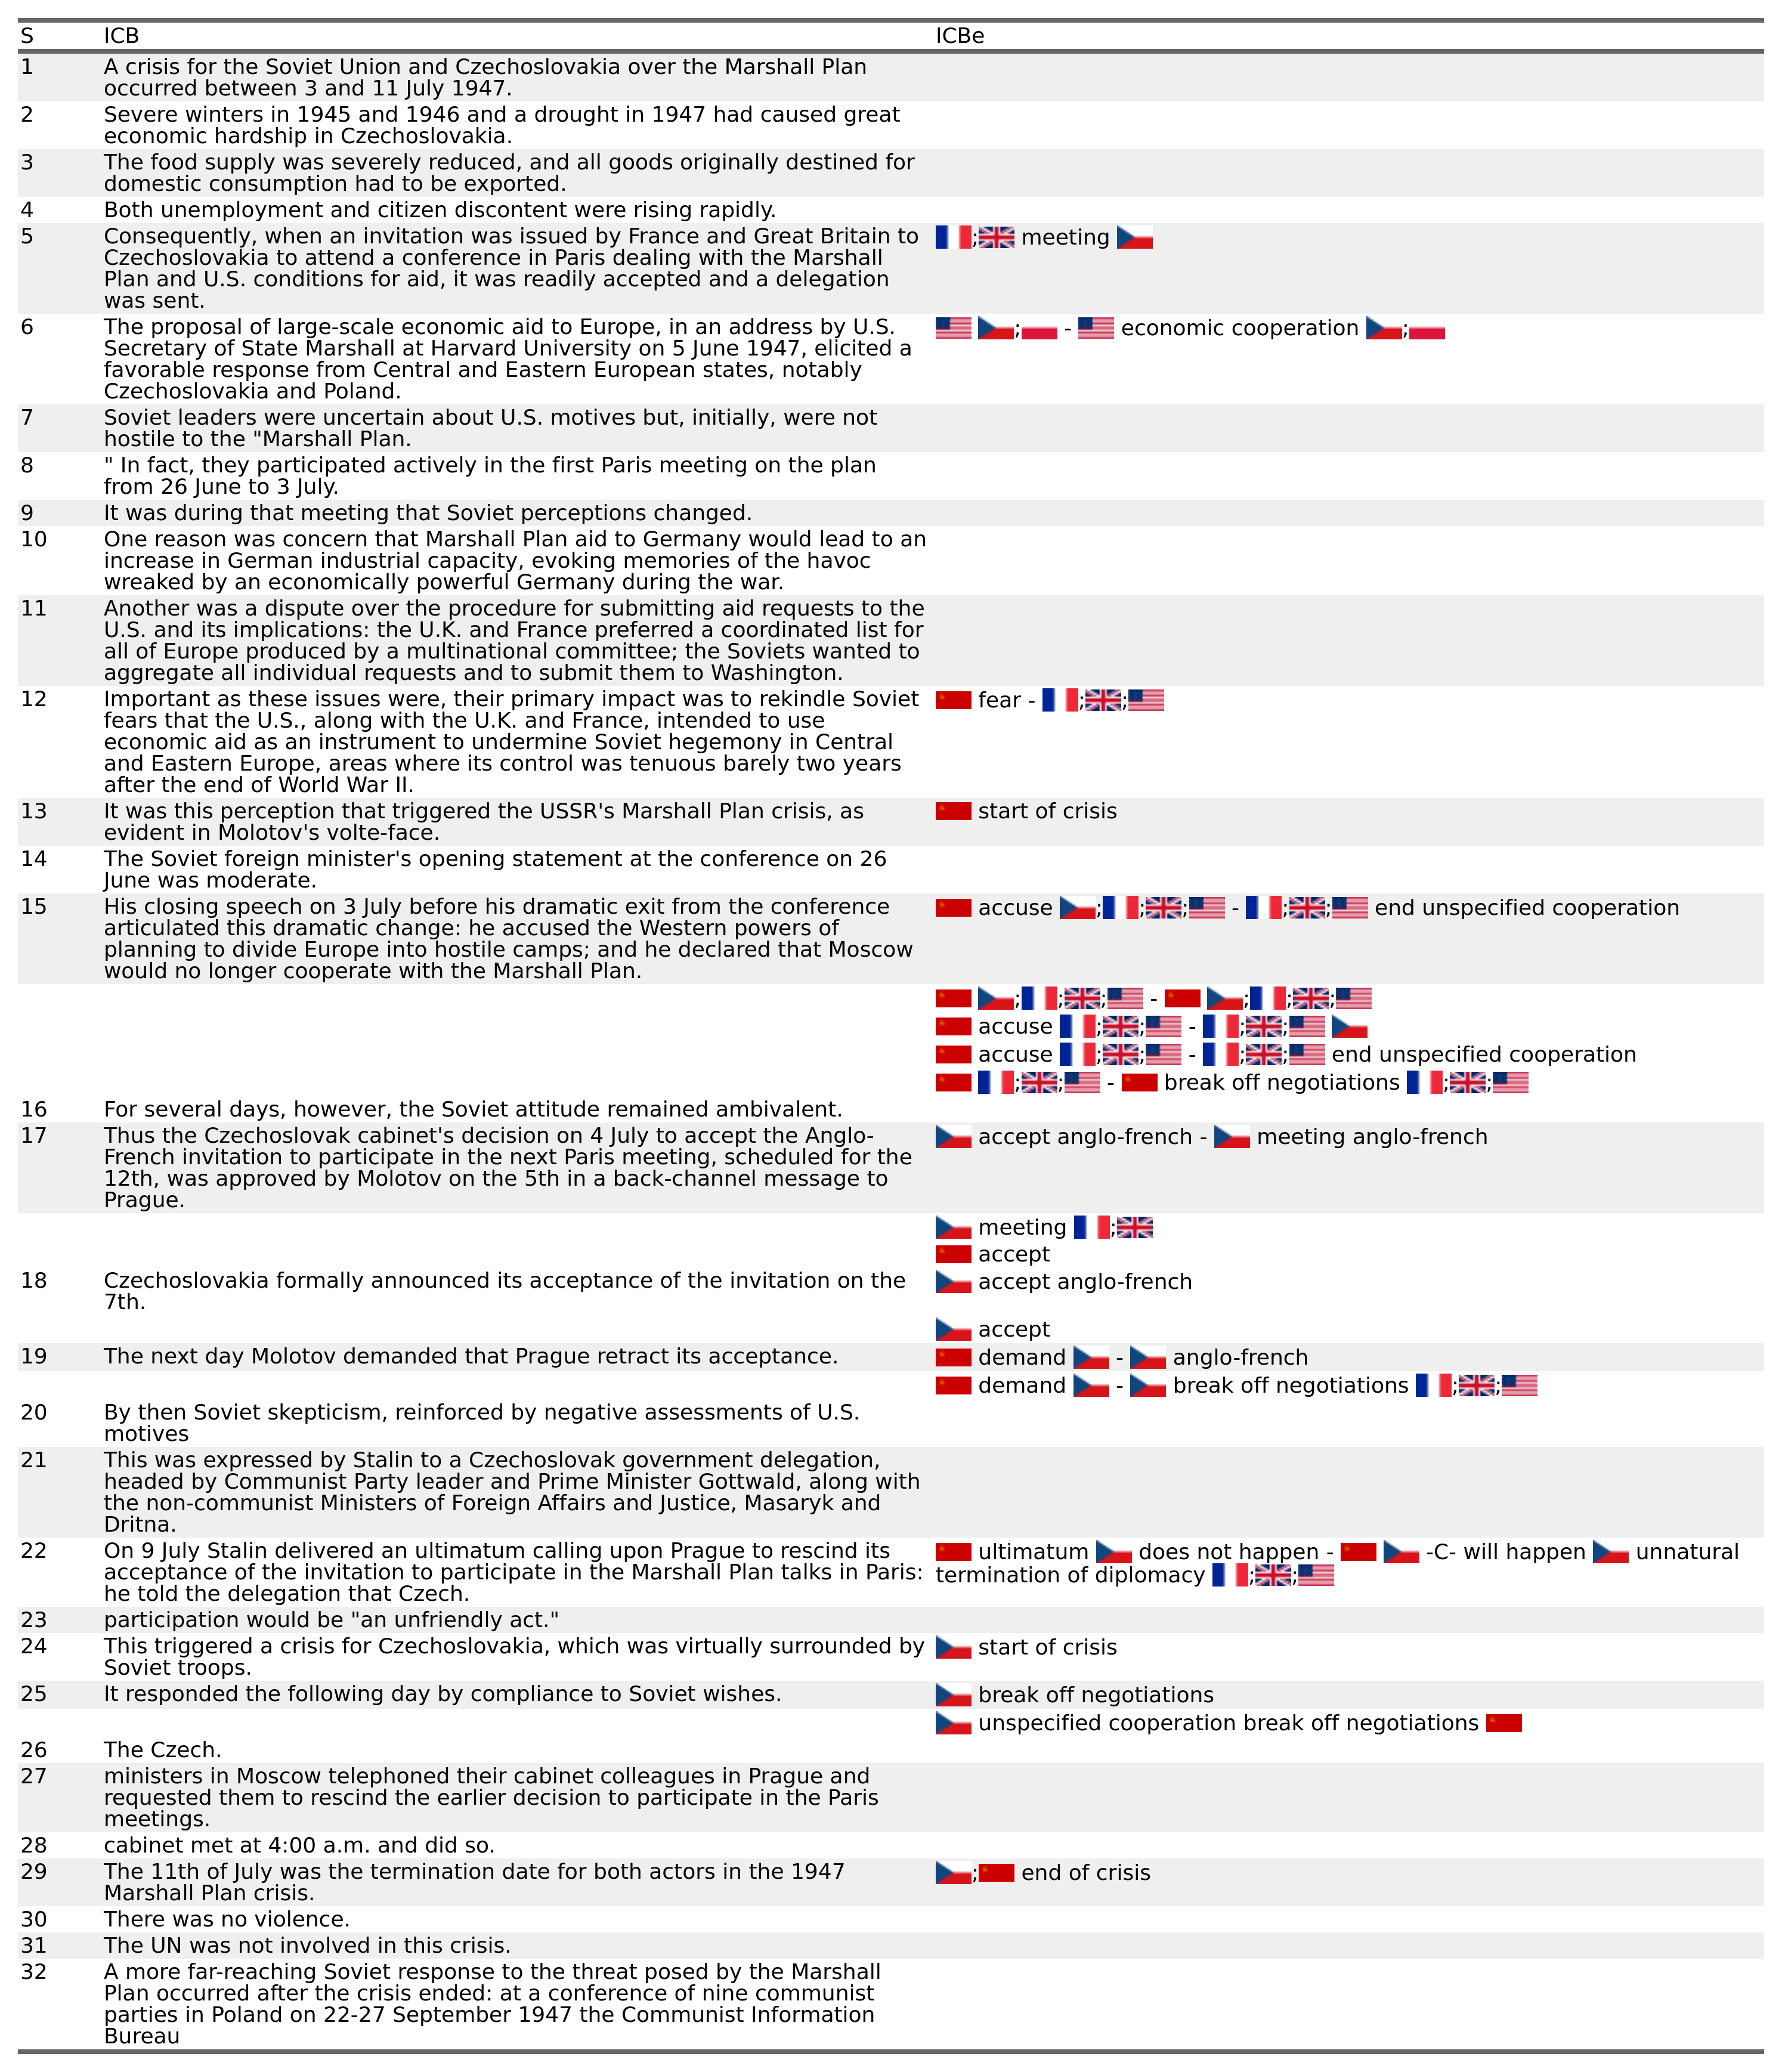 S ICB ICBe
1 A crisis for the Soviet Union and Czechoslovakia over the Marshall Plan
occurred between 3 and 11 July 1947.
2 Severe winters in 1945 and 1946 and a drought in 1947 had caused great
economic hardship in Czechoslovakia.
3 The food supply was severely reduced, and all goods originally destined for
domestic consumption had to be exported.
4 Both unemployment and citizen discontent were rising rapidly.
5 Consequently, when an invitation was issued by France and Great Britain to ; meeting
Czechoslovakia to attend a conference in Paris dealing with the Marshall
Plan and U.S. conditions for aid, it was readily accepted and a delegation
was sent.
6 The proposal of large-scale economic aid to Europe, in an address by U.S. ; - economic cooperation ;
Secretary of State Marshall at Harvard University on 5 June 1947, elicited a
favorable response from Central and Eastern European states, notably
Czechoslovakia and Poland.
7 Soviet leaders were uncertain about U.S. motives but, initially, were not
hostile to the "Marshall Plan.
8 " In fact, they participated actively in the first Paris meeting on the plan
from 26 June to 3 July.
9 It was during that meeting that Soviet perceptions changed.
10 One reason was concern that Marshall Plan aid to Germany would lead to an
increase in German industrial capacity, evoking memories of the havoc
wreaked by an economically powerful Germany during the war.
11 Another was a dispute over the procedure for submitting aid requests to the
U.S. and its implications: the U.K. and France preferred a coordinated list for
all of Europe produced by a multinational committee; the Soviets wanted to
aggregate all individual requests and to submit them to Washington.
12 Important as these issues were, their primary impact was to rekindle Soviet fear - ; ;
fears that the U.S., along with the U.K. and France, intended to use
economic aid as an instrument to undermine Soviet hegemony in Central
and Eastern Europe, areas where its control was tenuous barely two years
after the end of World War II.
13 It was this perception that triggered the USSR's Marshall Plan crisis, as start of crisis
evident in Molotov's volte-face.
14 The Soviet foreign minister's opening statement at the conference on 26
June was moderate.
15 His closing speech on 3 July before his dramatic exit from the conference accuse ; ; ; - ; ; end unspecified cooperation
articulated this dramatic change: he accused the Western powers of
planning to divide Europe into hostile camps; and he declared that Moscow
would no longer cooperate with the Marshall Plan.
; ; ; - ; ; ;
accuse ; ; - ; ;
accuse ; ; - ; ; end unspecified cooperation
; ; - break off negotiations ; ;
16 For several days, however, the Soviet attitude remained ambivalent.
17 Thus the Czechoslovak cabinet's decision on 4 July to accept the Anglo- accept anglo-french - meeting anglo-french
French invitation to participate in the next Paris meeting, scheduled for the
12th, was approved by Molotov on the 5th in a back-channel message to
Prague.
meeting ;
accept
18 Czechoslovakia formally announced its acceptance of the invitation on the accept anglo-french
7th.
accept
19 The next day Molotov demanded that Prague retract its acceptance. demand - anglo-french
demand - break off negotiations ; ;
20 By then Soviet skepticism, reinforced by negative assessments of U.S.
motives
21 This was expressed by Stalin to a Czechoslovak government delegation,
headed by Communist Party leader and Prime Minister Gottwald, along with
the non-communist Ministers of Foreign Affairs and Justice, Masaryk and
Dritna.
22 On 9 July Stalin delivered an ultimatum calling upon Prague to rescind its ultimatum does not happen - -C- will happen unnatural
acceptance of the invitation to participate in the Marshall Plan talks in Paris: termination of diplomacy ; ;
he told the delegation that Czech.
23 participation would be "an unfriendly act."
24 This triggered a crisis for Czechoslovakia, which was virtually surrounded by start of crisis
Soviet troops.
25 It responded the following day by compliance to Soviet wishes. break off negotiations
unspecified cooperation break off negotiations
26 The Czech.
27 ministers in Moscow telephoned their cabinet colleagues in Prague and
requested them to rescind the earlier decision to participate in the Paris
meetings.
28 cabinet met at 4:00 a.m. and did so.
29 The 11th of July was the termination date for both actors in the 1947 ; end of crisis
Marshall Plan crisis.
30 There was no violence.
31 The UN was not involved in this crisis.
32 A more far-reaching Soviet response to the threat posed by the Marshall
Plan occurred after the crisis ended: at a conference of nine communist
parties in Poland on 22-27 September 1947 the Communist Information
Bureau